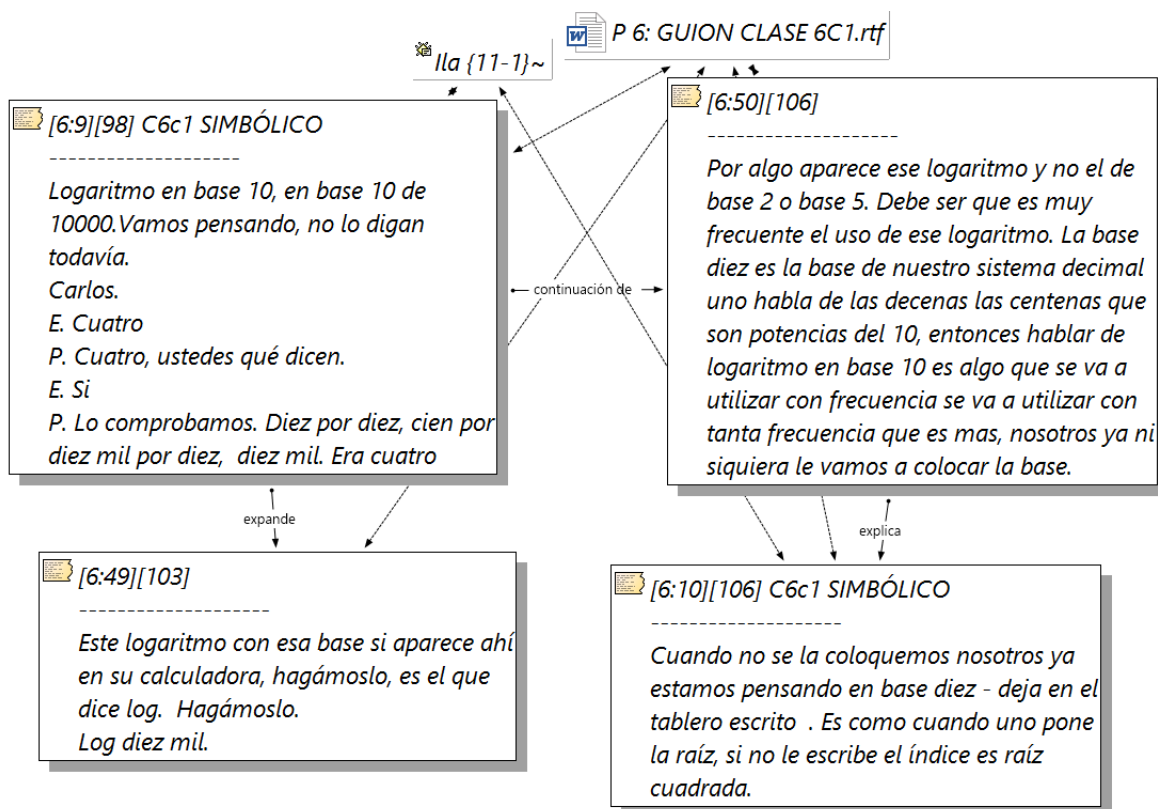 P 6: GUION CLASE 6C1.rtf
Ila {11-1}~
[6:9][98] C6c1 SIMBÓLICO
--------------------
Logaritmo en base 10, en base 10 de
10000.Vamos pensando, no lo digan
todavía.
Carlos.
E. Cuatro
P. Cuatro, ustedes qué dicen.
E. Si
P. Lo comprobamos. Diez por diez, cien por
diez mil por diez,  diez mil. Era cuatro
continuación de
[6:50][106]
--------------------
Por algo aparece ese logaritmo y no el de
base 2 o base 5. Debe ser que es muy
frecuente el uso de ese logaritmo. La base
diez es la base de nuestro sistema decimal
uno habla de las decenas las centenas que
son potencias del 10, entonces hablar de
logaritmo en base 10 es algo que se va a
utilizar con frecuencia se va a utilizar con
tanta frecuencia que es mas, nosotros ya ni
siquiera le vamos a colocar la base.
expande
explica
[6:49][103]
--------------------
Este logaritmo con esa base si aparece ahí
en su calculadora, hagámoslo, es el que
dice log.  Hagámoslo.
Log diez mil.
[6:10][106] C6c1 SIMBÓLICO
--------------------
Cuando no se la coloquemos nosotros ya
estamos pensando en base diez - deja en el
tablero escrito  . Es como cuando uno pone
la raíz, si no le escribe el índice es raíz
cuadrada.